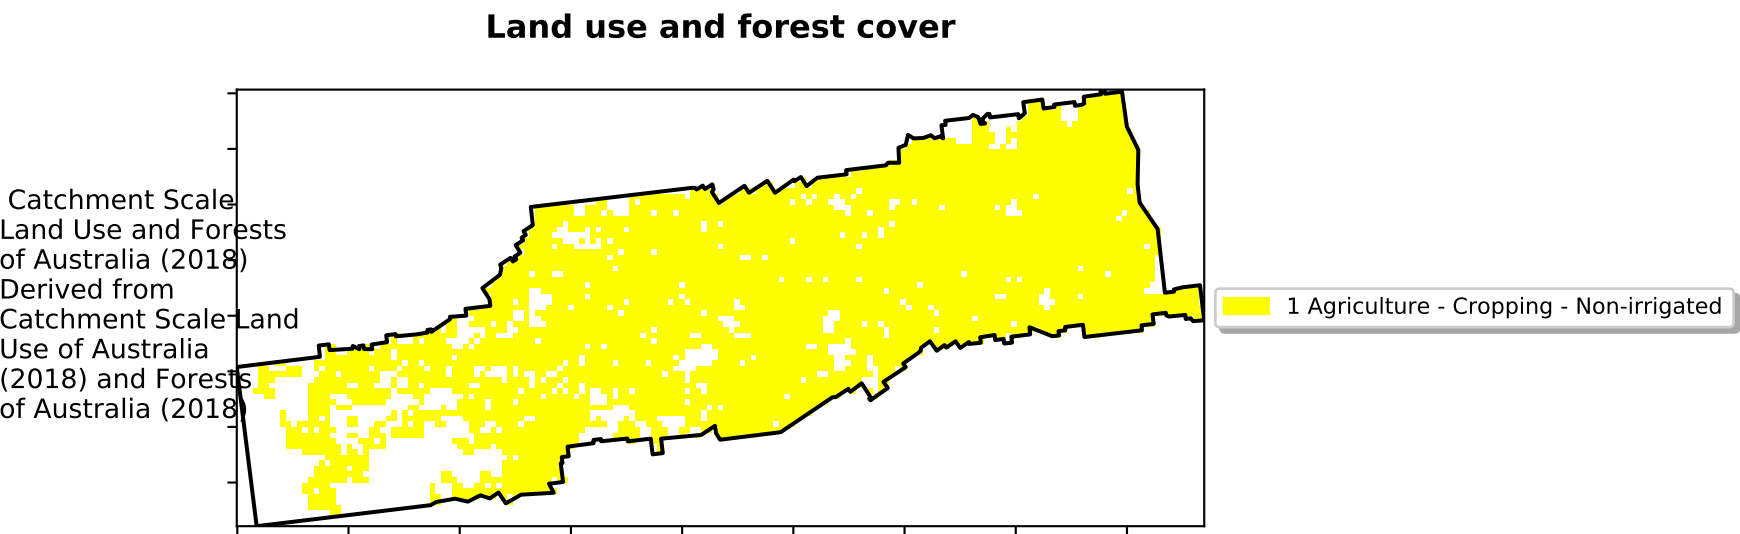 Land use and forest cover
Catchment Scale
Land Use and Forests
of Australia (2018)
Derived from
Catchment Scale Land
Use of Australia
(2018) and Forests
of Australia (2018)
1 Agriculture - Cropping - Non-irrigated